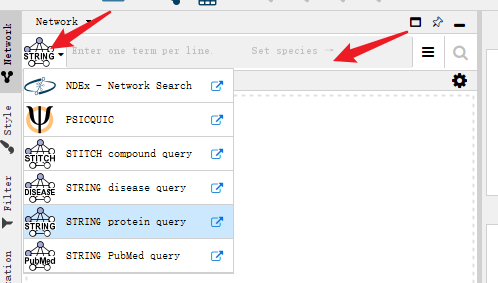 Network
STRING Enter one term per line. Set species →
NDEx - Network Search
Ψ PSICQUIC
STITCH STITCH compound query
DISEASE STRING disease query
STRING STRING protein query
PubMed STRING PubMed query
Network
Style
Filter